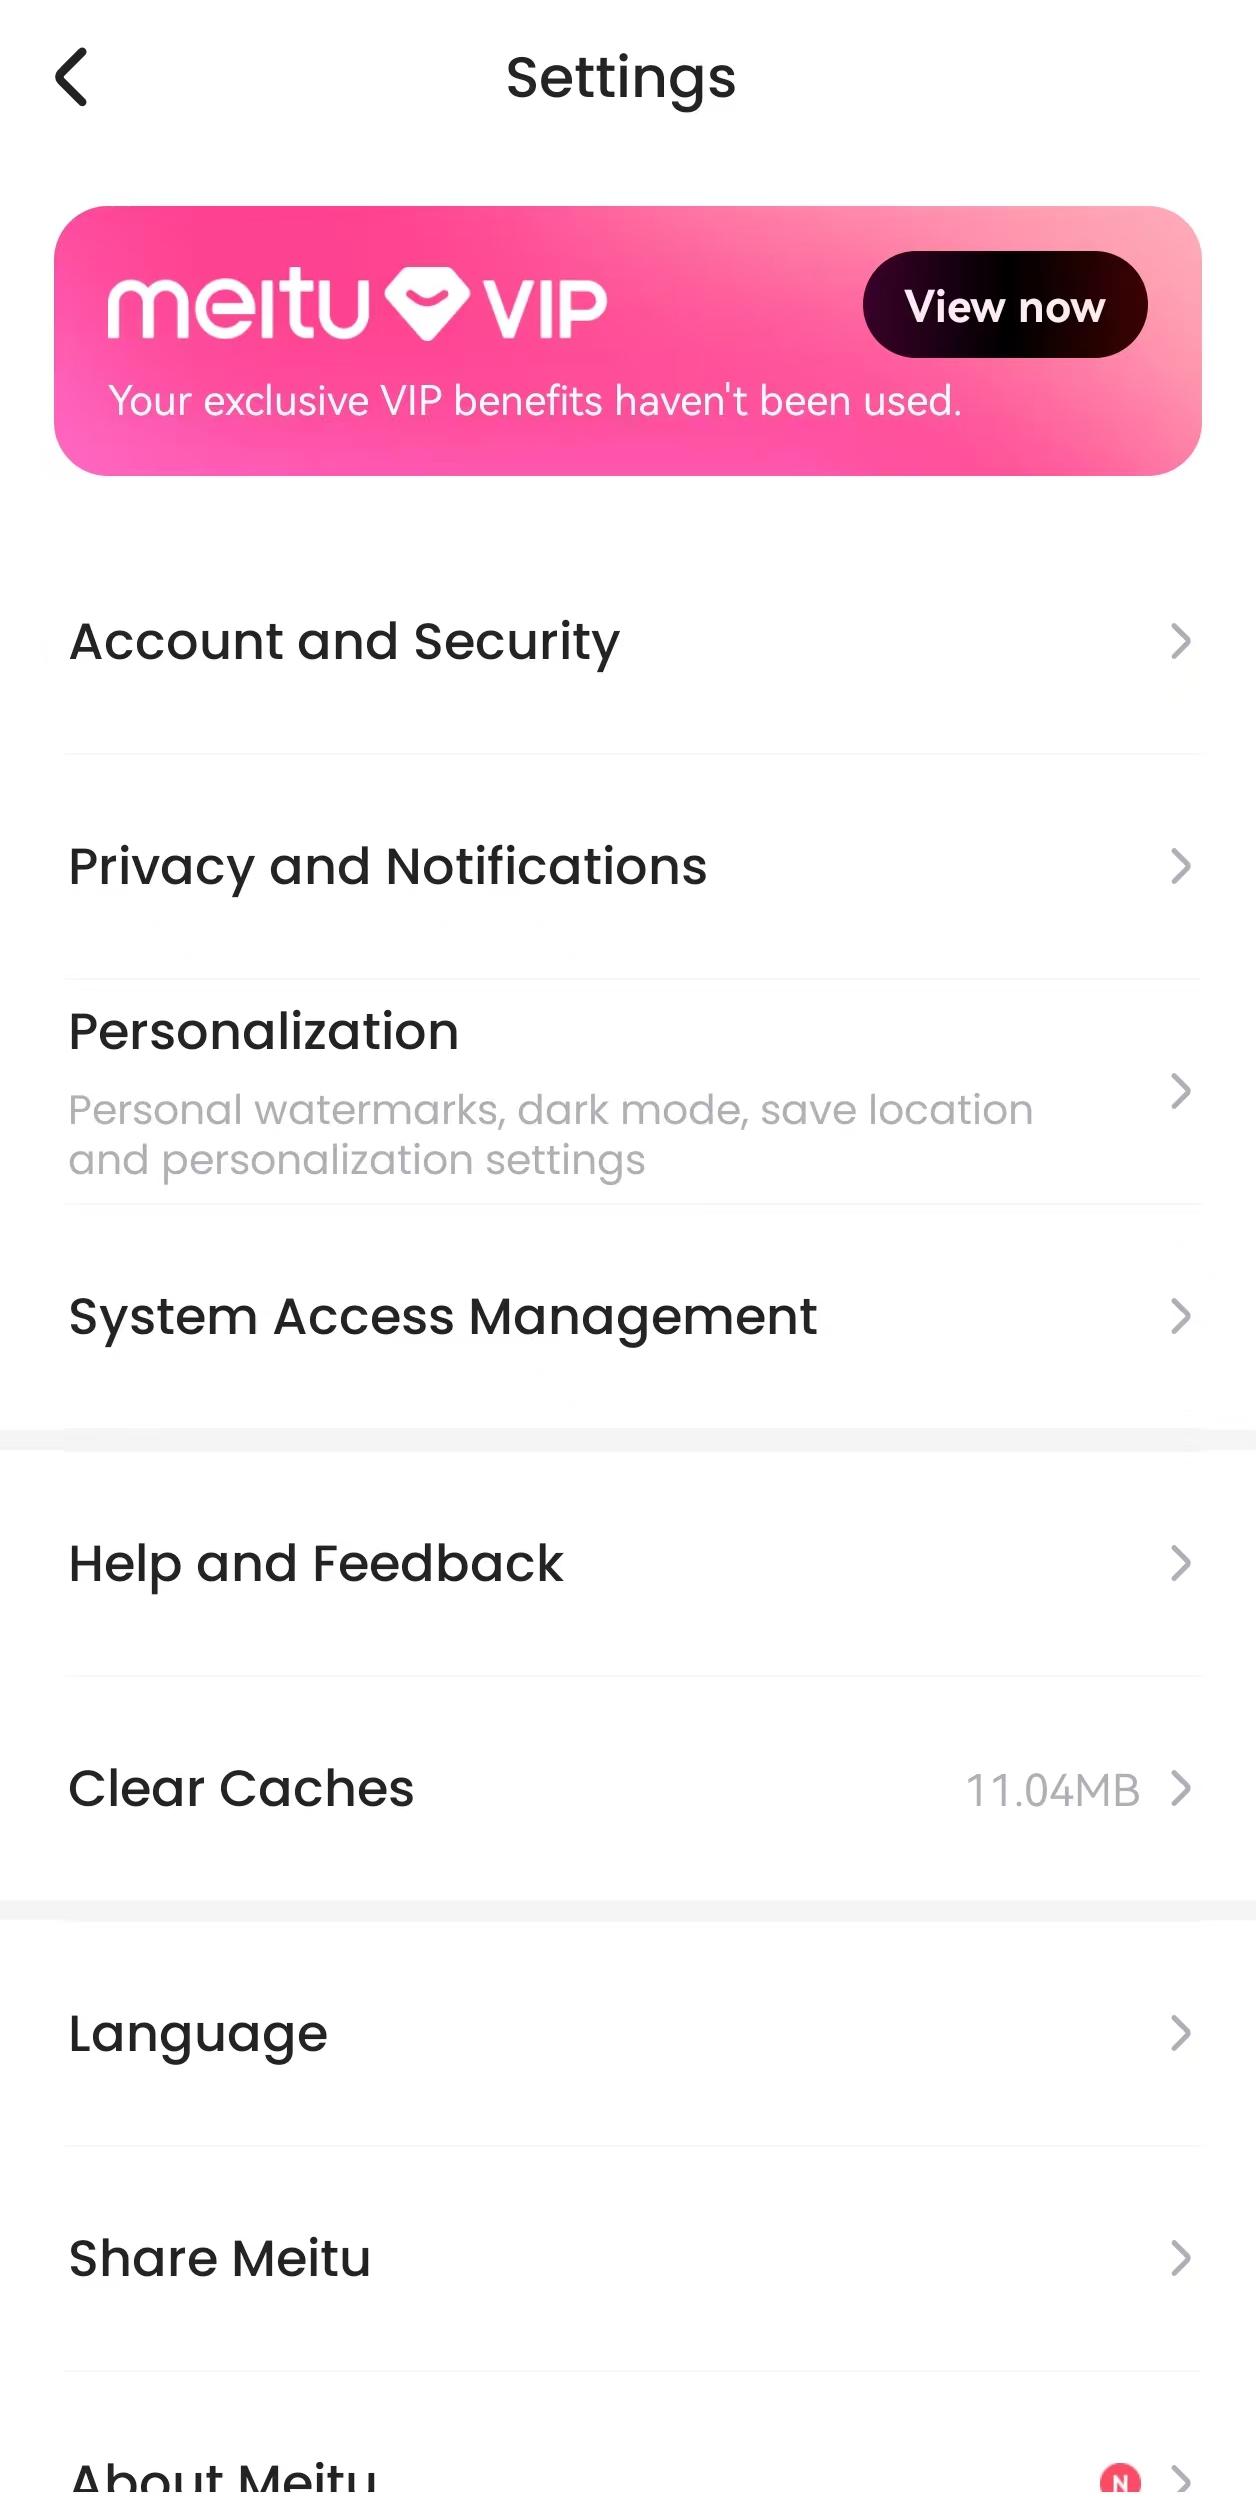 Settings
meitu VIP
View now
Your exclusive VIP benefits haven't been used.
Account and Security
Privacy and Notifications
Personalization
Personal watermarks, dark mode, save location
and personalization settings
System Access Management
Help and Feedback
Clear Caches
11.04MB
Language
Share Meitu
About Meitu
N